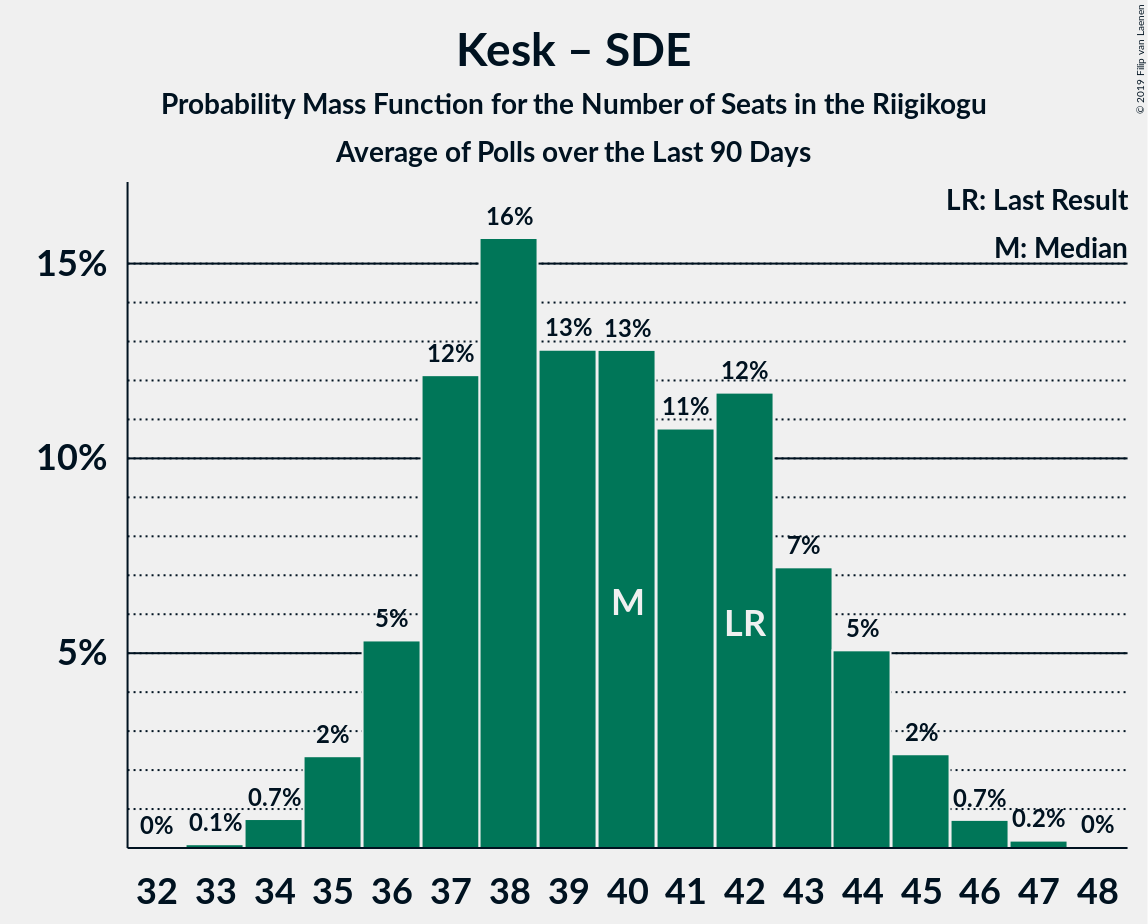 Kesk – SDE
Probability Mass Function for the Number of Seats in the Riigikogu
Average of Polls over the Last 90 Days
© 2019 Filip van Laenen
LR: Last Result
M: Median
15%
10%
5%
0% 0.1% 0.7% 2% 5% 12% 16% 13% 13% 11% 12% 7% 5% 2% 0.7% 0.2% 0%
M LR
32 33 34 35 36 37 38 39 40 41 42 43 44 45 46 47 48